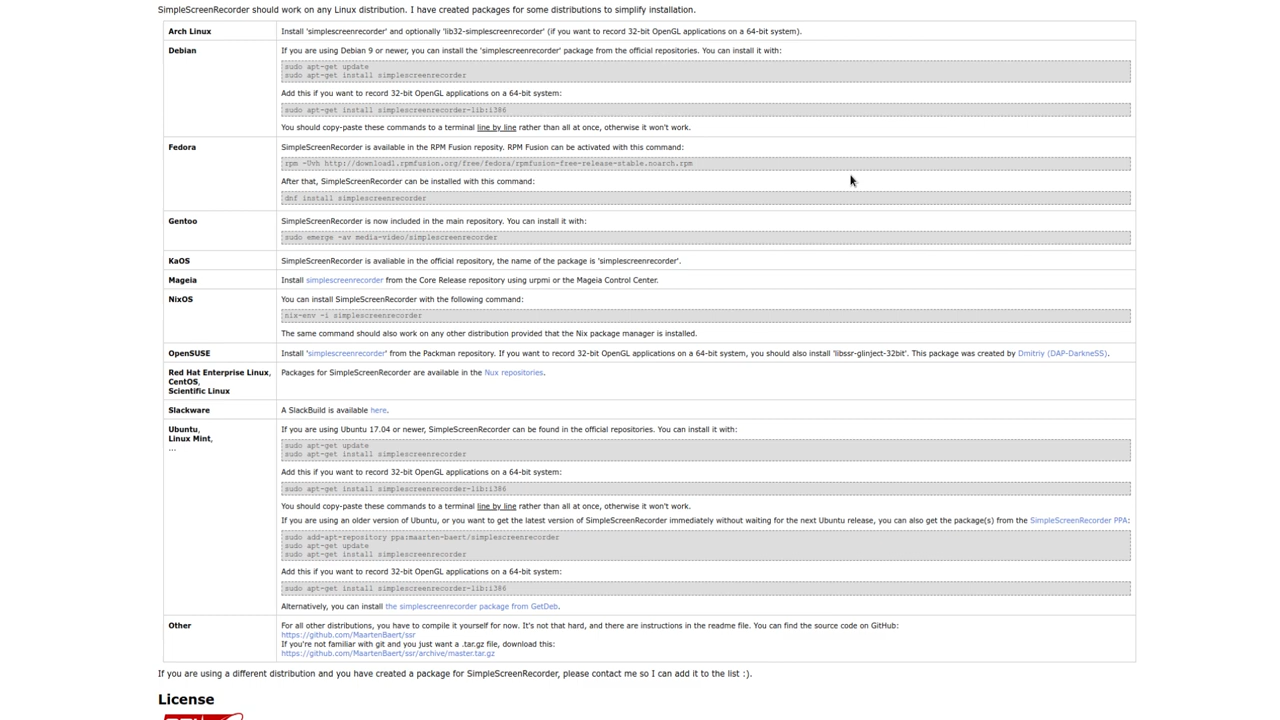 SimpleScreenRecorder should work on any Linux distribution. I have created packages for some distributions to simplify installation.
Arch Linux
Install 'simplescreenrecorder' and optionally 'lib32-simplescreenrecorder' (if you want to record 32-bit OpenGL applications on a 64-bit system).
Debian
If you are using Debian 9 or newer, you can install the 'simplescreenrecorder' package from the official repositories. You can install it with:
sudo apt-get update
sudo apt-get install simplescreenrecorder
Add this if you want to record 32-bit OpenGL applications on a 64-bit system:
sudo apt-get install simplescreenrecorder-lib:i386
You should copy-paste these commands to a terminal line by line rather than all at once, otherwise it won't work.
Fedora
SimpleScreenRecorder is available in the RPM Fusion reposity. RPM Fusion can be activated with this command:
rpm -Uvh http://download1.rpmfusion.org/free/fedora/rpmfusion-free-release-stable.noarch.rpm
After that, SimpleScreenRecorder can be installed with this command:
dnf install simplescreenrecorder
Gentoo
SimpleScreenRecorder is now included in the main repository. You can install it with:
sudo emerge -av media-video/simplescreenrecorder
KaOS
SimpleScreenRecorder is avaliable in the official repository, the name of the package is 'simplescreenrecorder'.
Mageia
Install simplescreenrecorder from the Core Release repository using urpmi or the Mageia Control Center.
NixOS
You can install SimpleScreenRecorder with the following command:
nix-env -i simplescreenrecorder
The same command should also work on any other distribution provided that the Nix package manager is installed.
OpenSUSE
Install 'simplescreenrecorder' from the Packman repository. If you want to record 32-bit OpenGL applications on a 64-bit system, you should also install 'libssr-glinject-32bit'. This package was created by Dmitriy (DAP-DarkneSS).
Red Hat Enterprise Linux,
CentOS,
Scientific Linux
Packages for SimpleScreenRecorder are available in the Nux repositories.
Slackware
A SlackBuild is available here.
Ubuntu,
Linux Mint,
...
If you are using Ubuntu 17.04 or newer, SimpleScreenRecorder can be found in the official repositories. You can install it with:
sudo apt-get update
sudo apt-get install simplescreenrecorder
Add this if you want to record 32-bit OpenGL applications on a 64-bit system:
sudo apt-get install simplescreenrecorder-lib:i386
You should copy-paste these commands to a terminal line by line rather than all at once, otherwise it won't work.
If you are using an older version of Ubuntu, or you want to get the latest version of SimpleScreenRecorder immediately without waiting for the next Ubuntu release, you can also get the package(s) from the SimpleScreenRecorder PPA:
sudo add-apt-repository ppa:maarten-baert/simplescreenrecorder
sudo apt-get update
sudo apt-get install simplescreenrecorder
Add this if you want to record 32-bit OpenGL applications on a 64-bit system:
sudo apt-get install simplescreenrecorder-lib:i386
Alternatively, you can install the simplescreenrecorder package from GetDeb.
Other
For all other distributions, you have to compile it yourself for now. It's not that hard, and there are instructions in the readme file. You can find the source code on GitHub:
https://github.com/MaartenBaert/ssr
If you're not familiar with git and you just want a .tar.gz file, download this:
https://github.com/MaartenBaert/ssr/archive/master.tar.gz
If you are using a different distribution and you have created a package for SimpleScreenRecorder, please contact me so I can add it to the list :).
License